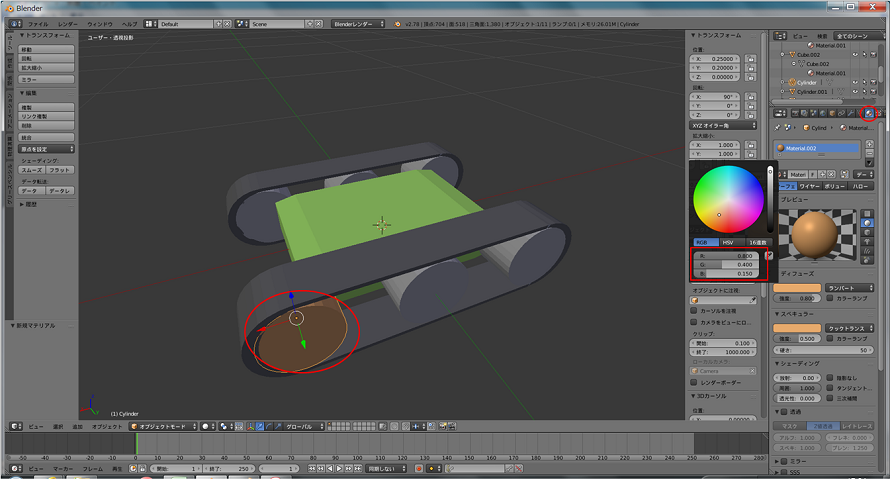 Blender
ファイル レンダー ウィンドウ ヘルプ Default Scene Blenderレンダー v2.78 | 頂点:704 | 面:518 | 三角面:1,380 | オブジェクト:1/11 | ランプ:0/1 | メモリ:26.01M | Cylinder
トランスフォーム
移動
回転
拡大縮小
ミラー
編集
複製
リンク複製
削除
統合
原点を設定
シェーディング:
スムーズ フラット
データ転送:
データ データレ
履歴
新規マテリアル
ユーザー・透視投影
(1) Cylinder
トランスフォーム
位置:
X: 0.25000
Y: 0.20000
Z: 0.00000
回転:
X: 90°
Y: 0°
Z: 0°
XYZ オイラー角
拡大縮小:
X: 1.000
Y: 1.000
RGB HSV 16進数
R: 0.800
G: 0.400
B: 0.150
オブジェクトに注視:
カーソルを注視
カメラをビューにロ...
クリップ:
開始: 0.100
終了: 1000.000
ローカルカメラ
Camera
レンダーボーダー
3Dカーソル
位置:
X: 0.00000
ビュー 検索 全てのシーン
Material.001
Cube.002
Cube.002
Material.001
Cylinder
Cylinder.001
Cylind Material...
Material.002
Materi F データ
サーフェス ワイヤー ボリュー ハロー
プレビュー
ディフューズ
ランバート
強度: 0.800 カラーランプ
スペキュラー
クックトランス
強度: 0.500 カラーランプ
硬さ: 50
シェーディング
放射: 0.00 陰影なし
周囲: 1.000 タンジェント...
透光性: 0.000 三次補間
透過
マスク Z値透過 レイトレース
アルファ: 1.000 フレネ: 0.000
スペキ: 1.000 ブレン: 1.250
ミラー
SSS
ビュー 選択 追加 オブジェクト オブジェクトモード グローバル
-50 -40 -30 -20 -10 0 10 20 30 40 50 60 70 80 90 100 110 120 130 140 150 160 170 180 190 200 210 220 230 240 250 260 270 280
ビュー マーカー フレーム 再生 開始: 1 終了: 250 1 同期しない